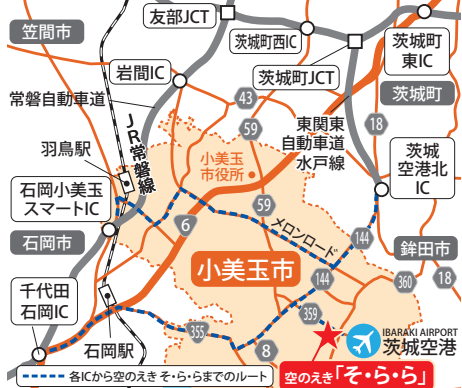 友部JCT
笠間市
茨城町西IC
茨城町
東IC
岩間IC
茨城町JCT
常磐自動車道
43
茨城町
59
東関東
自動車道
水戸線
18
JR常磐線
羽鳥駅
小美玉
市役所
茨城
空港北
IC
石岡小美玉
スマートIC
59
メロンロード
6
144
石岡市
鉾田市
小美玉市
144
360
18
千代田
石岡IC
359
IBARAKI AIRPORT
茨城空港
石岡駅
355
8
各ICから空のえき そ・ら・らまでのルート
空のえき「そ・ら・ら」